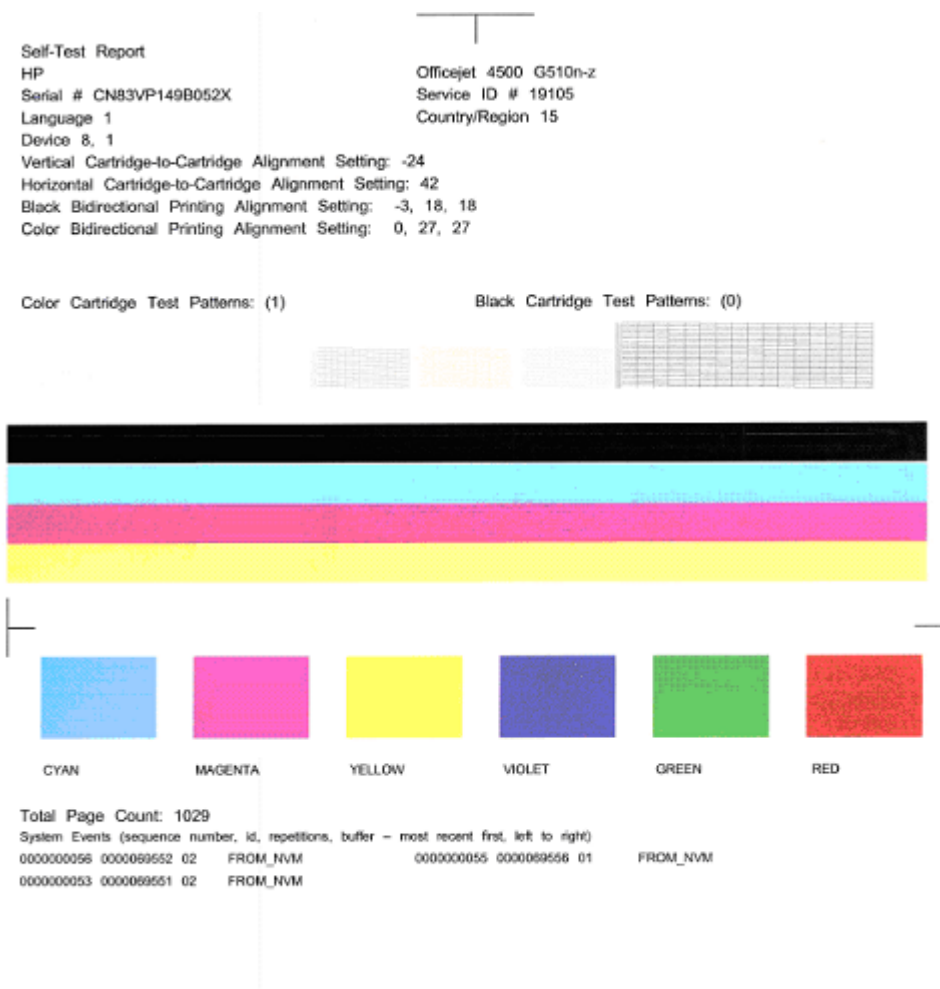 Self-Test Report
HP
Officejet 4500 G510n-z
Serial # CN83VP149B052X
Service ID # 19105
Language 1
Country/Region 15
Device 8, 1
Vertical Cartridge-to-Cartridge Alignment Setting: -24
Horizontal Cartridge-to-Cartridge Alignment Setting: 42
Black Bidirectional Printing Alignment Setting: -3, 18, 18
Color Bidirectional Printing Alignment Setting: 0, 27, 27
Color Cartridge Test Patterns: (1)
Black Cartridge Test Patterns: (0)
CYAN
MAGENTA
YELLOW
VIOLET
GREEN
RED
Total Page Count: 1029
System Events (sequence number, id, repetitions, buffer – most recent first, left to right)
0000000056 0000069552 02 FROM_NVM 0000000055 0000069556 01 FROM_NVM
0000000053 0000069551 02 FROM_NVM